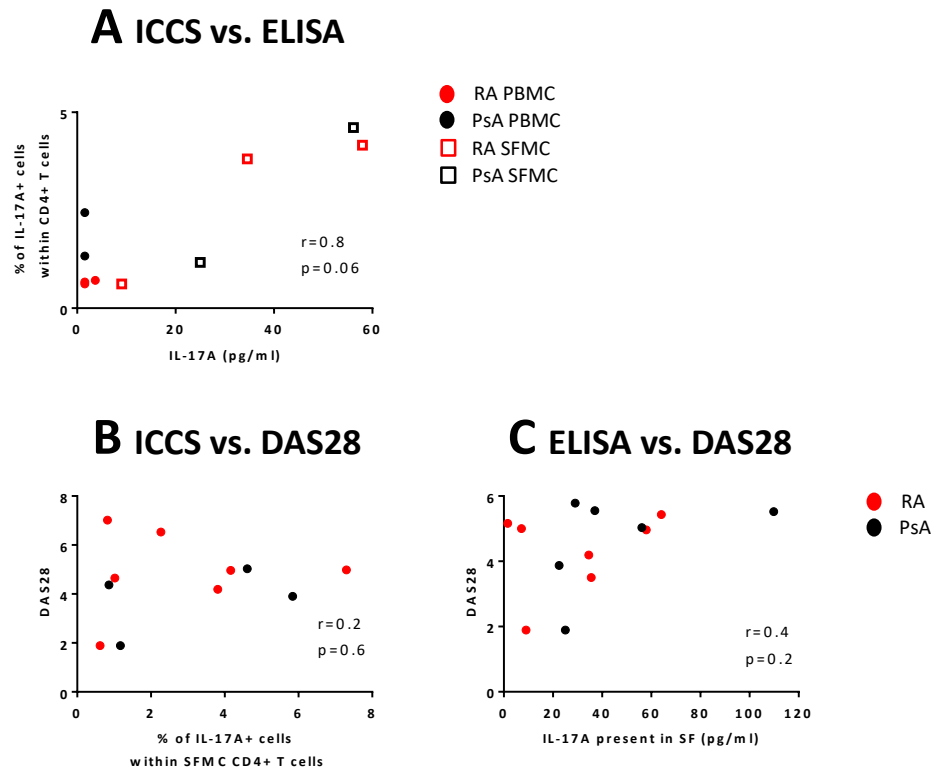 A ICCS vs. ELISA
RA PBMC
PsA PBMC
RA SFMC
PsA SFMC
% of IL-17A+ cells
within CD4+ T cells
5
0
r=0.8
p=0.06
0 20 40 60
IL-17A (pg/ml)
B ICCS vs. DAS28
DAS28
8
6
4
2
0
r=0.2
p=0.6
0 2 4 6 8
% of IL-17A+ cells
within SFMC CD4+ T cells
C ELISA vs. DAS28
RA
PsA
DAS28
6
4
2
0
r=0.4
p=0.2
0 20 40 60 80 100 120
IL-17A present in SF (pg/ml)